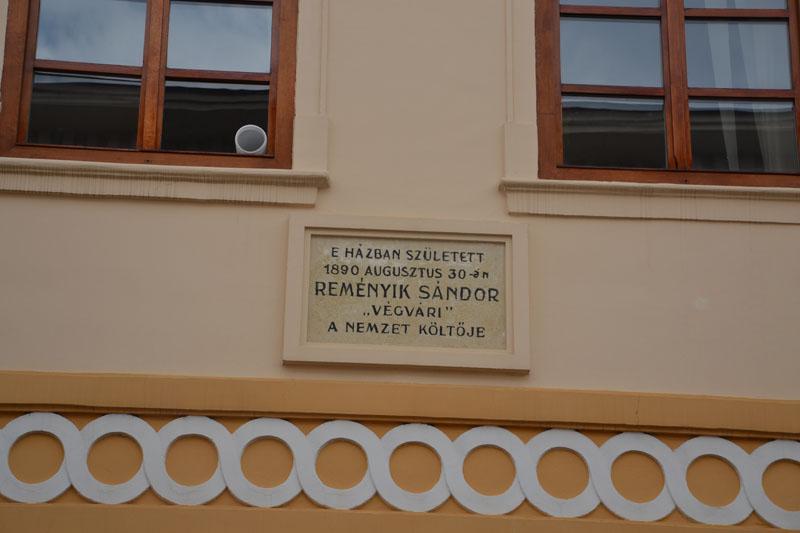 E HÁZBAN SZÜLETETT
1890 AUGUSZTUS 30-án
REMÉNYIK SÁNDOR
„VÉGVÁRI”
A NEMZET KÖLTŐJE